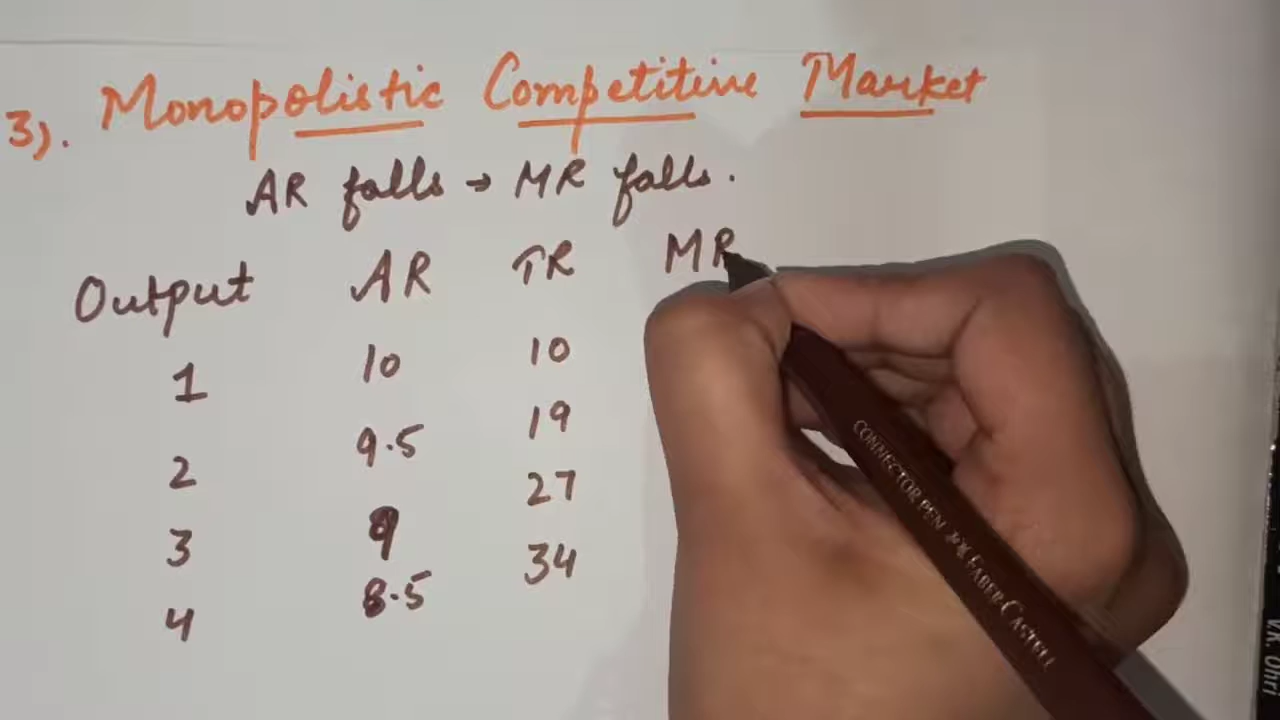 3). Monopolistic Competitive Market
AR falls → MR falls.
Output AR TR MR
1 10 10
2 9.5 19
3 9 27
4 8.5 34
CONNECTOR PEN FABER-CASTELL
V.K. Ohri